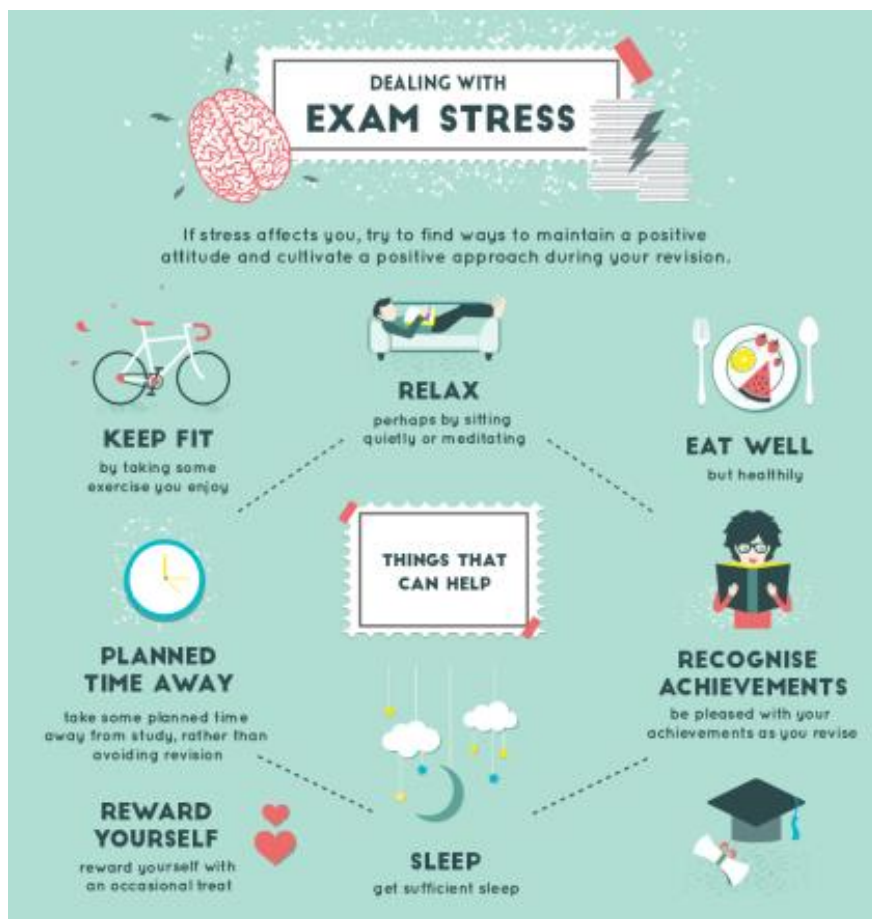 DEALING WITH
EXAM STRESS
If stress affects you, try to find ways to maintain a positive
attitude and cultivate a positive approach during your revision.
KEEP FIT
by taking some
exercise you enjoy
RELAX
perhaps by sitting
quietly or meditating
EAT WELL
but healthily
THINGS THAT
CAN HELP
PLANNED
TIME AWAY
take some planned time
away from study, rather than
avoiding revision
RECOGNISE
ACHIEVEMENTS
be pleased with your
achievements as you revise
REWARD
YOURSELF
reward yourself with
an occasional treat
SLEEP
get sufficient sleep